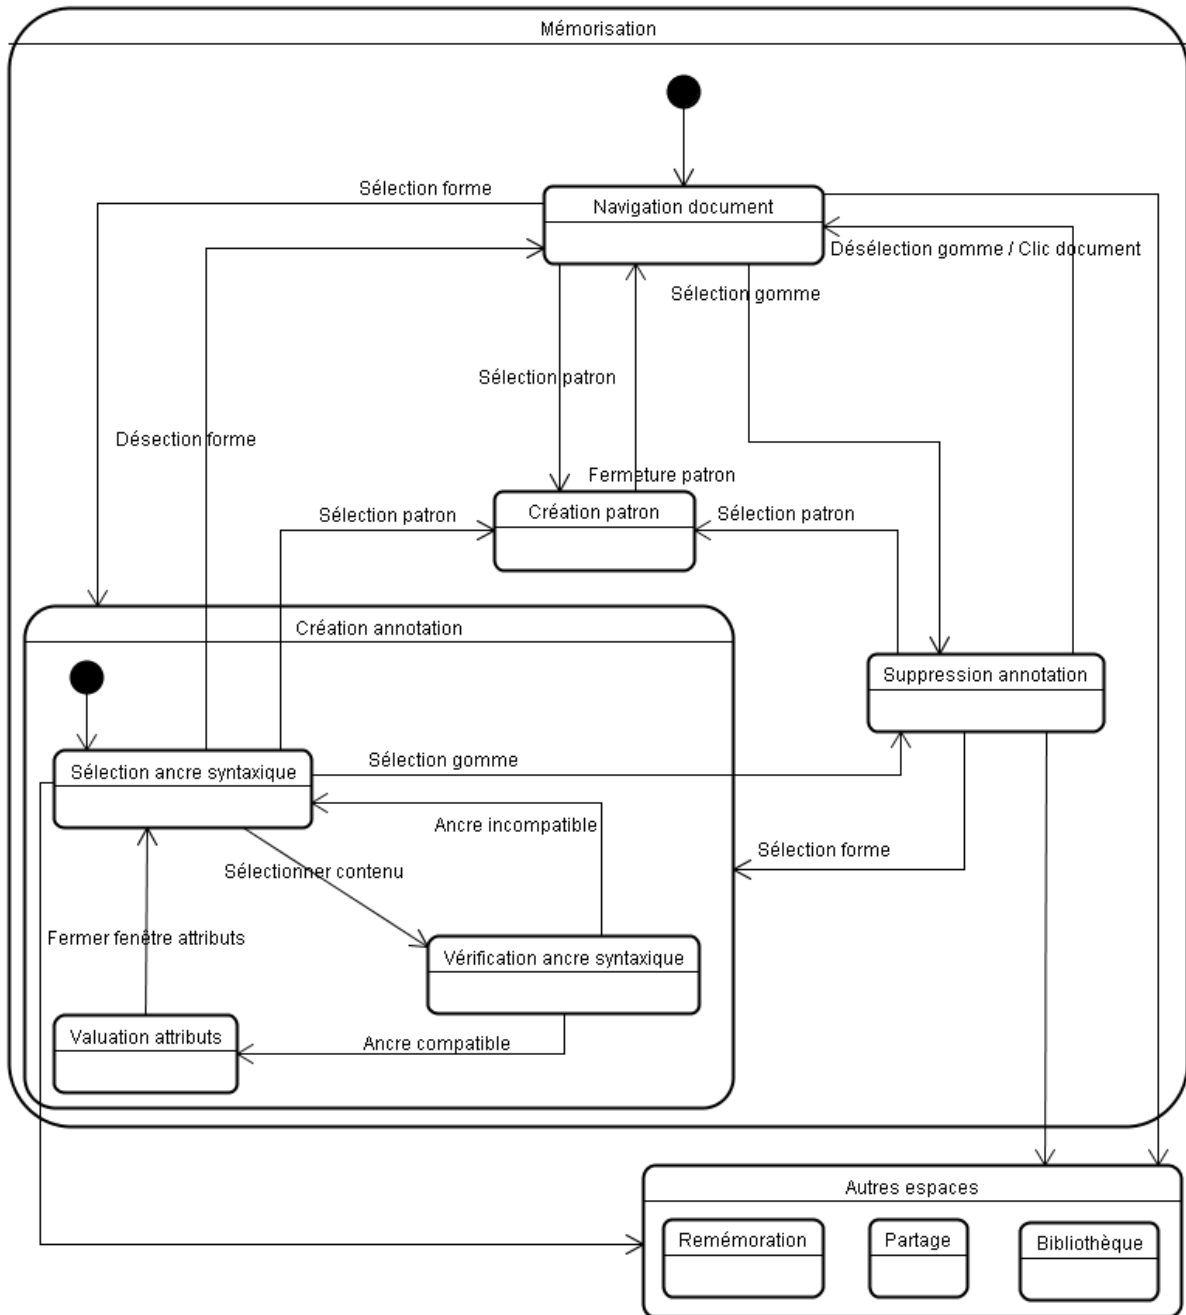 Mémorisation
Sélection forme
Navigation document
Désélection gomme / Clic document
Sélection gomme
Sélection patron
Désection forme
Fermeture patron
Sélection patron
Création patron
Sélection patron
Création annotation
Suppression annotation
Sélection ancre syntaxique
Sélection gomme
Ancre incompatible
Sélection forme
Sélectionner contenu
Fermer fenêtre attributs
Vérification ancre syntaxique
Valuation attributs
Ancre compatible
Autres espaces
Remémoration
Partage
Bibliothèque